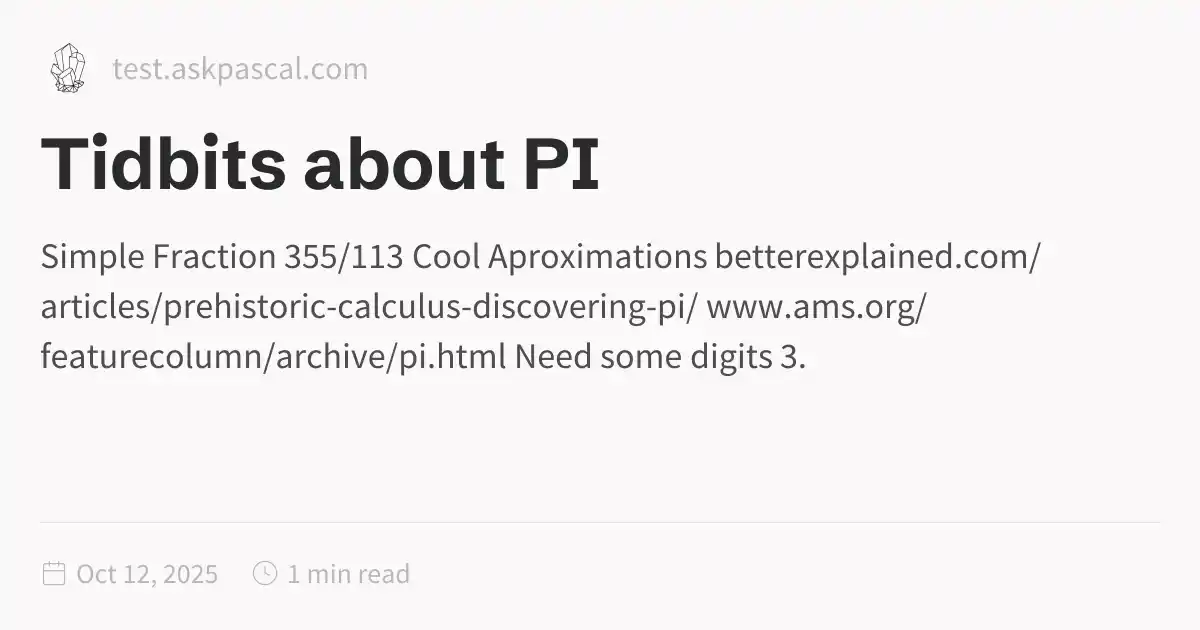 test.askpascal.com
Tidbits about PI
Simple Fraction 355/113 Cool Aproximations betterexplained.com/
articles/prehistoric-calculus-discovering-pi/ www.ams.org/
featurecolumn/archive/pi.html Need some digits 3.
Oct 12, 2025 1 min read